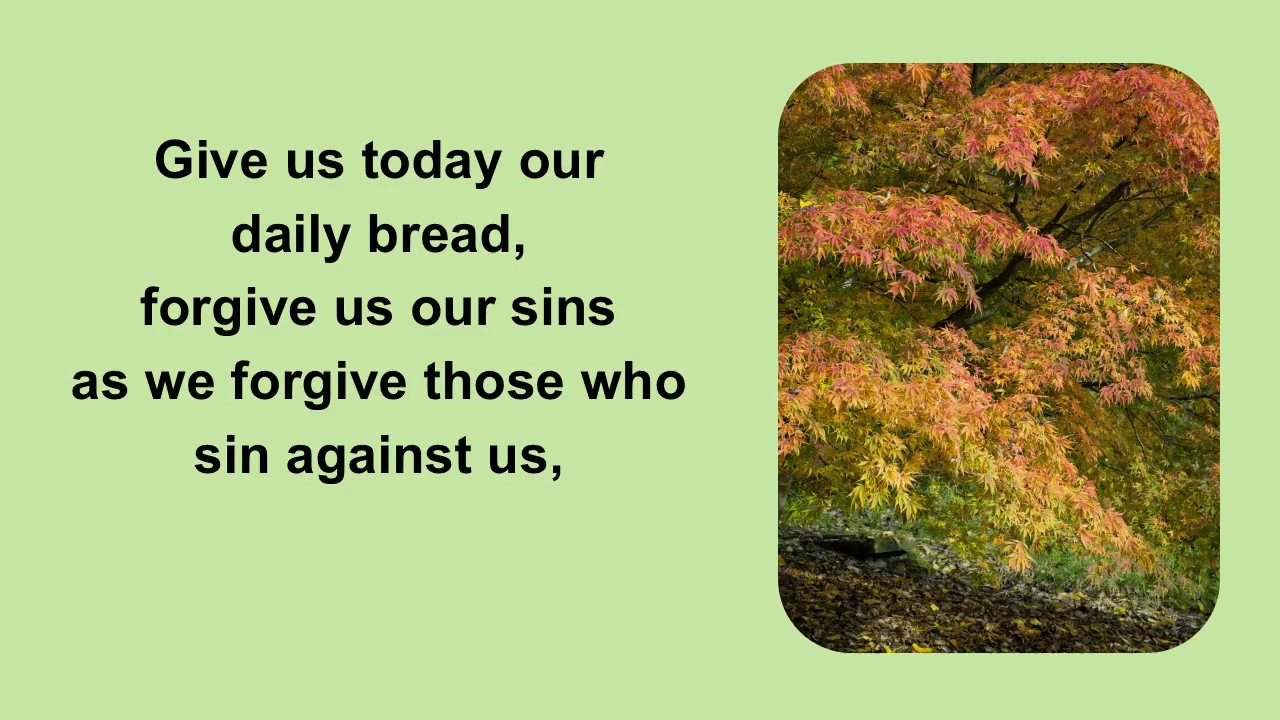 Give us today our
daily bread,
forgive us our sins
as we forgive those who
sin against us,